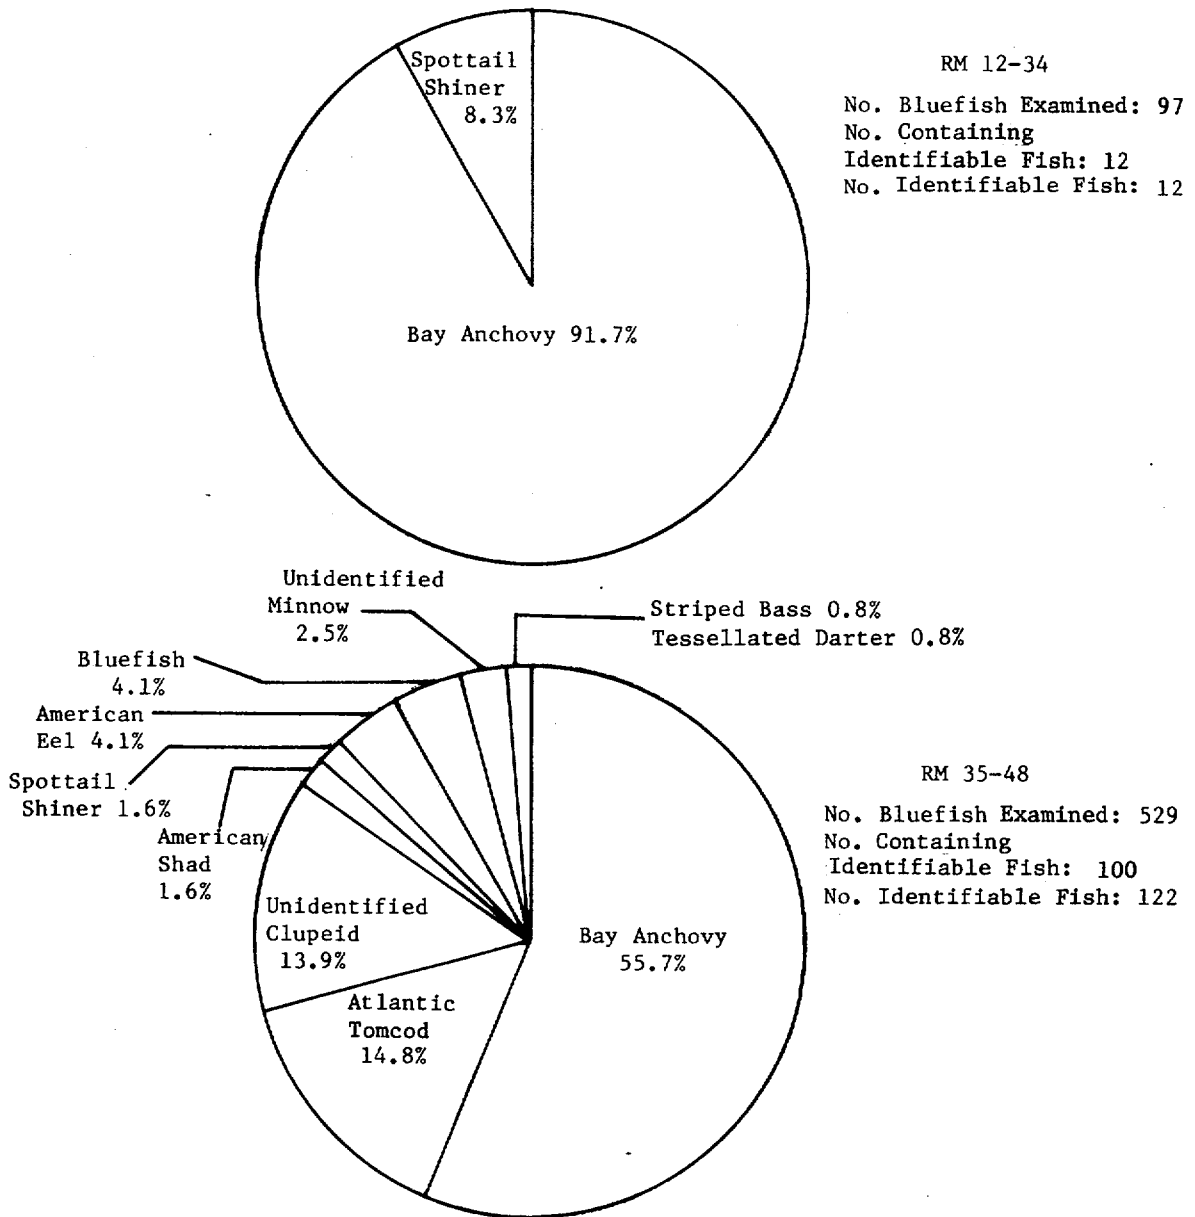 Spottail
Shiner
8.3%
Bay Anchovy 91.7%
RM 12-34
No. Bluefish Examined: 97
No. Containing
Identifiable Fish: 12
No. Identifiable Fish: 12
Unidentified
Minnow
2.5%
Striped Bass 0.8%
Tessellated Darter 0.8%
Bluefish
4.1%
American
Eel 4.1%
Spottail
Shiner 1.6%
American
Shad
1.6%
Unidentified
Clupeid
13.9%
Atlantic
Tomcod
14.8%
Bay Anchovy
55.7%
RM 35-48
No. Bluefish Examined: 529
No. Containing
Identifiable Fish: 100
No. Identifiable Fish: 122